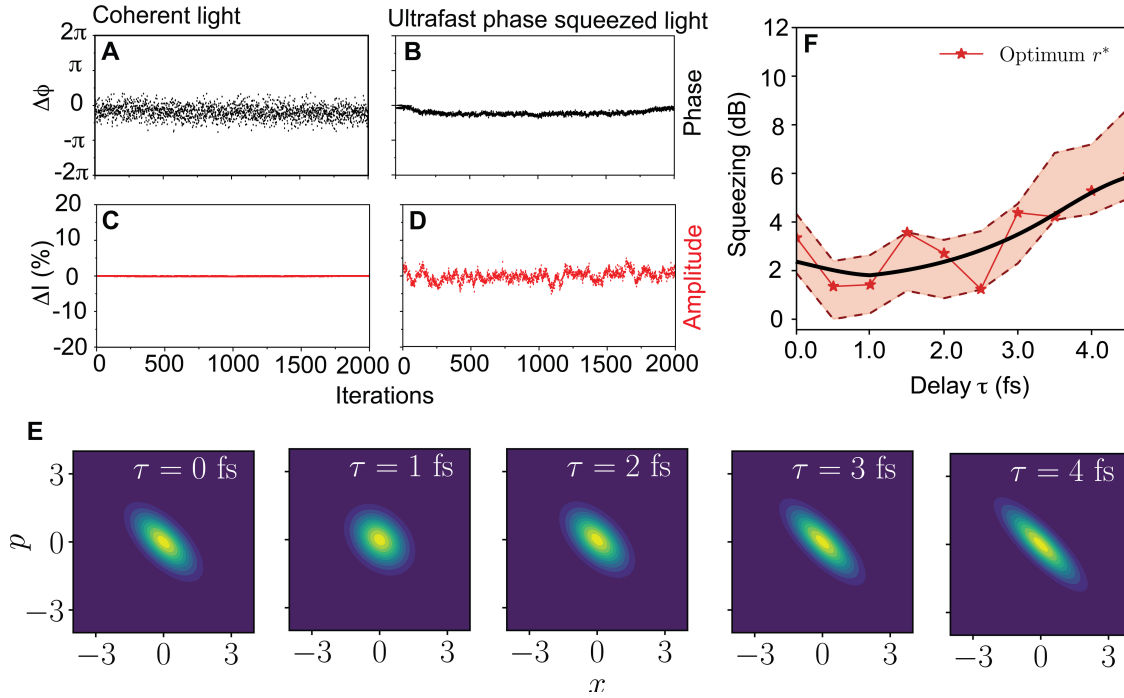 Coherent light
Ultrafast phase squeezed light
A
B
2π
π
0
-π
-2π
Δϕ
Phase
C
D
20
10
0
-10
-20
ΔI (%)
Amplitude
0 500 1000 1500 2000
0 500 1000 1500 2000
Iterations
F
Optimum r*
12
10
8
6
4
2
0
Squeezing (dB)
0.0 1.0 2.0 3.0 4.0
Delay τ (fs)
E
τ = 0 fs
τ = 1 fs
τ = 2 fs
τ = 3 fs
τ = 4 fs
3
0
−3
p
−3 0 3
−3 0 3
−3 0 3
−3 0 3
−3 0 3
x